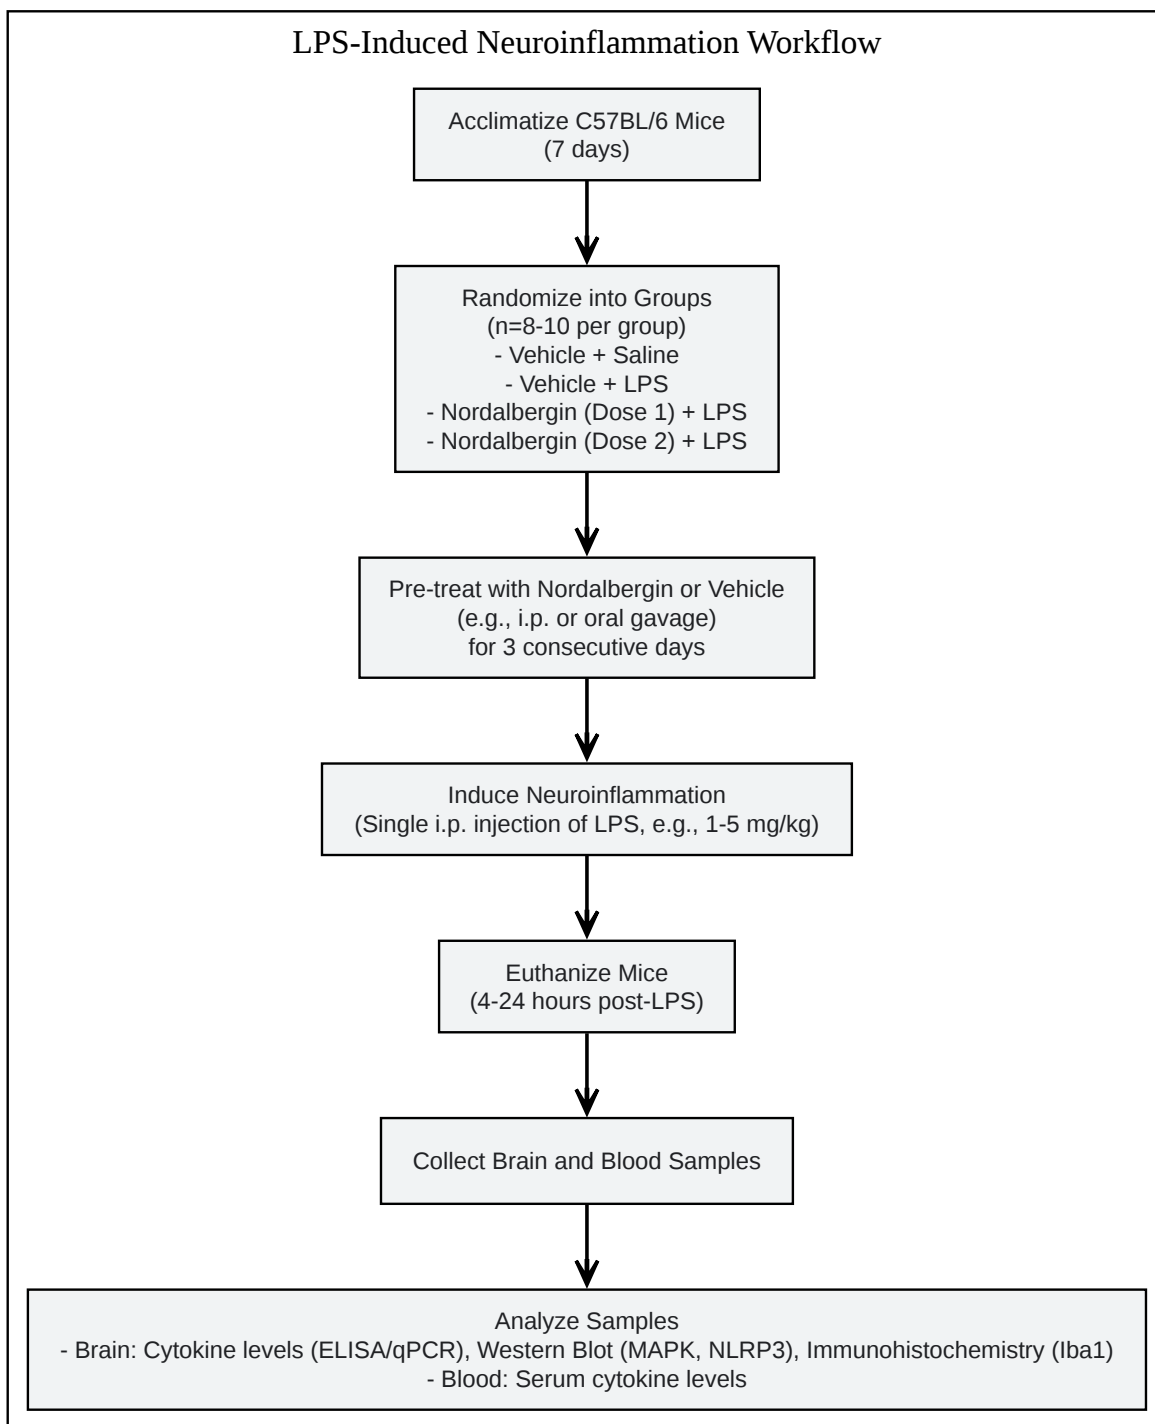 LPS-Induced Neuroinflammation Workflow
Acclimatize C57BL/6 Mice
(7 days)
Randomize into Groups
(n=8-10 per group)
- Vehicle + Saline
- Vehicle + LPS
- Nordalbergin (Dose 1) + LPS
- Nordalbergin (Dose 2) + LPS
Pre-treat with Nordalbergin or Vehicle
(e.g., i.p. or oral gavage)
for 3 consecutive days
Induce Neuroinflammation
(Single i.p. injection of LPS, e.g., 1-5 mg/kg)
Euthanize Mice
(4-24 hours post-LPS)
Collect Brain and Blood Samples
Analyze Samples
- Brain: Cytokine levels (ELISA/qPCR), Western Blot (MAPK, NLRP3), Immunohistochemistry (Iba1)
- Blood: Serum cytokine levels